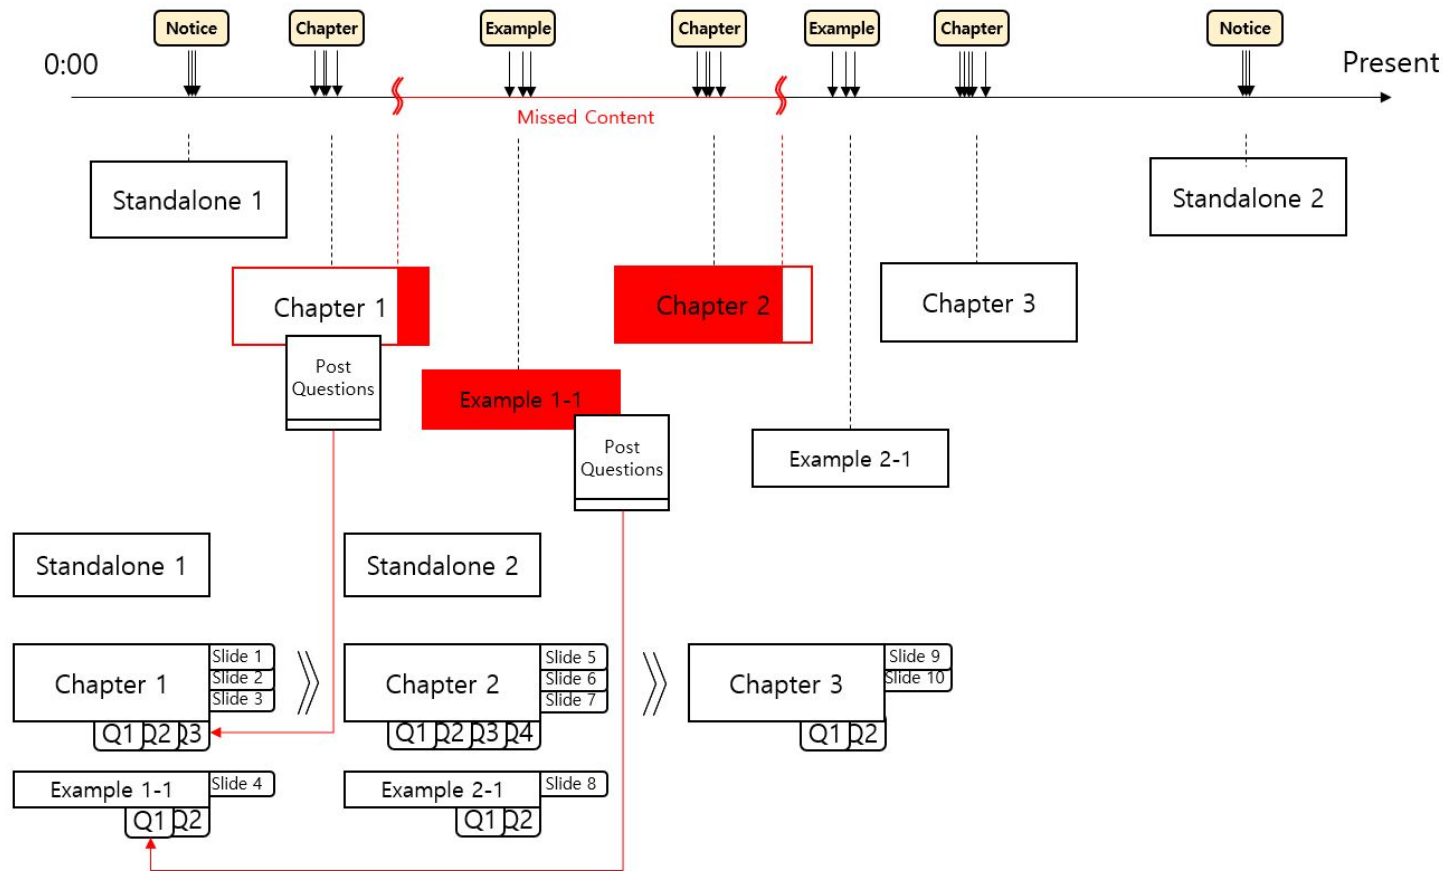 Notice
Chapter
Example
Chapter
Example
Chapter
Notice
0:00
Present
Missed Content
Standalone 1
Standalone 2
Chapter 1
Chapter 2
Chapter 3
Post
Questions
Example 1-1
Post
Questions
Example 2-1
Standalone 1
Standalone 2
Chapter 1
Slide 1
Slide 2
Slide 3
Q1 Q2 Q3
Chapter 2
Slide 5
Slide 6
Slide 7
Q1 Q2 Q3 Q4
Chapter 3
Slide 9
Slide 10
Q1 Q2
Example 1-1
Slide 4
Q1 Q2
Example 2-1
Slide 8
Q1 Q2